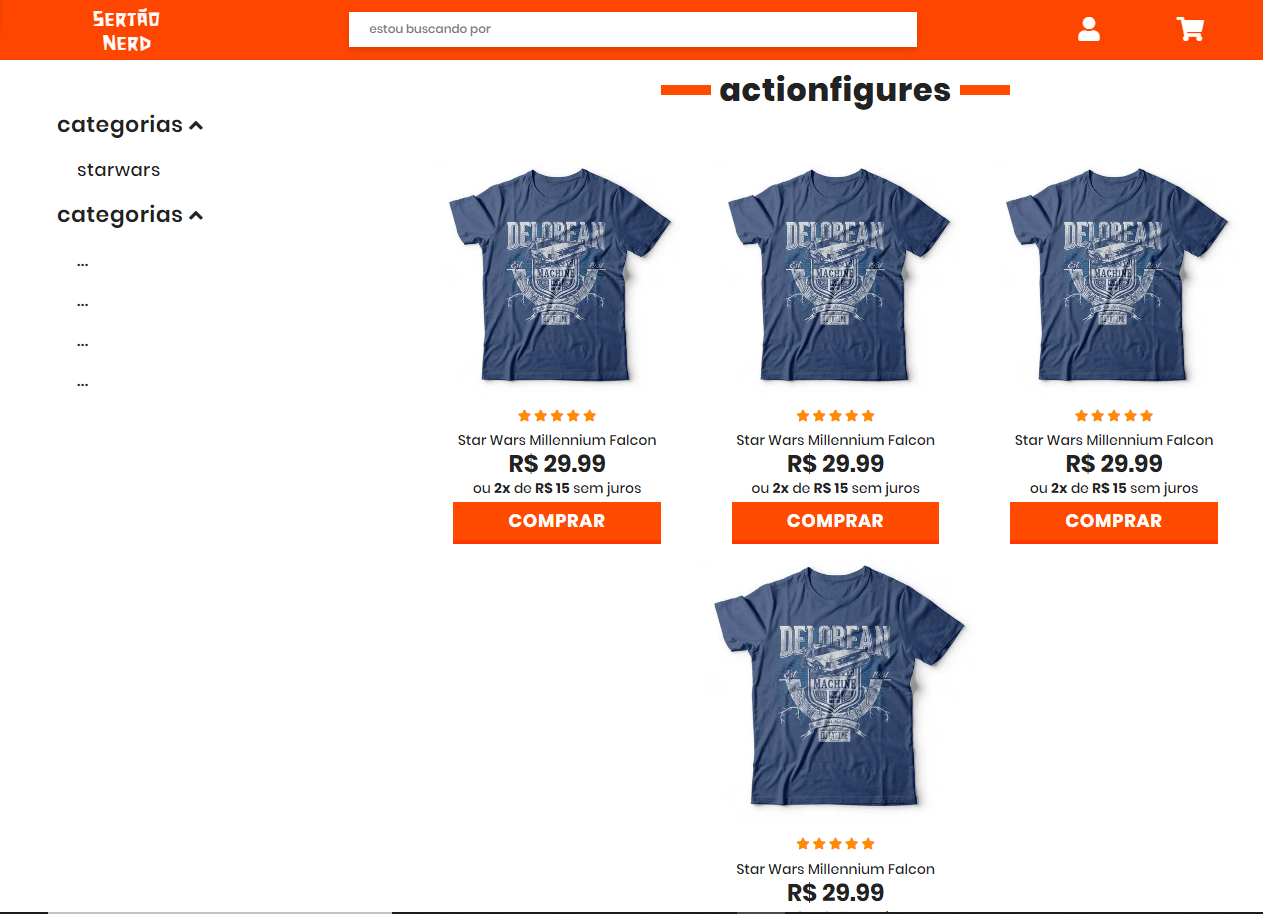 SERTÃO
NERD
estou buscando por
actionfigures
categorias
starwars
categorias
...
...
...
...
DELOREAN
MACHINE
DELOREAN
MACHINE
DELOREAN
MACHINE
Star Wars Millennium Falcon
R$ 29.99
ou 2x de R$ 15 sem juros
COMPRAR
Star Wars Millennium Falcon
R$ 29.99
ou 2x de R$ 15 sem juros
COMPRAR
Star Wars Millennium Falcon
R$ 29.99
ou 2x de R$ 15 sem juros
COMPRAR
DELOREAN
Est.
MACHINE
Star Wars Millennium Falcon
R$ 29.99